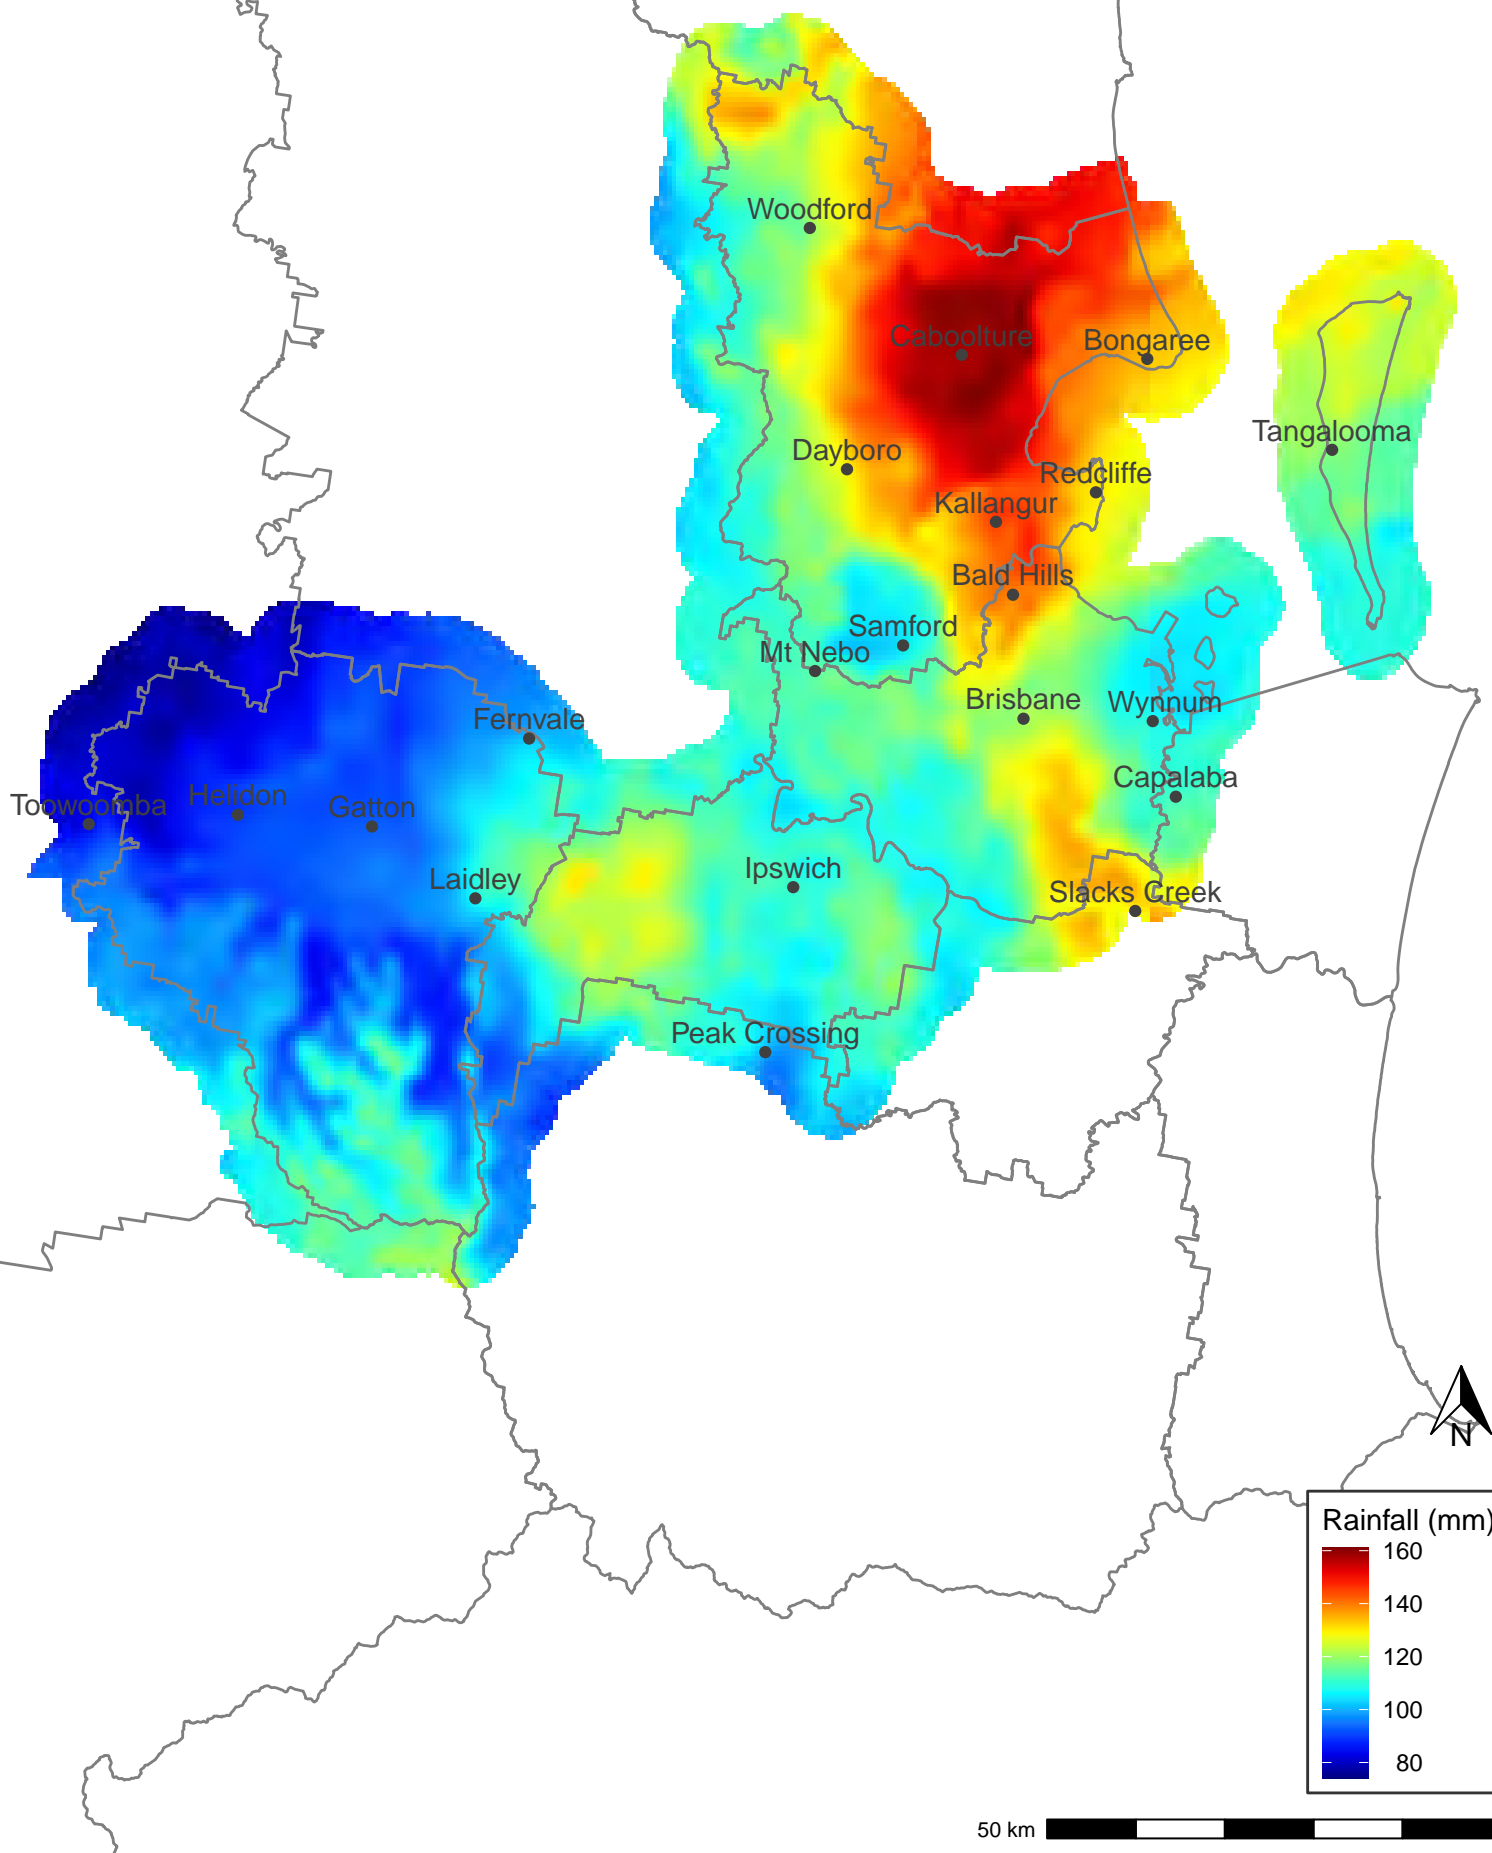 Woodford
Caboolture
Bongaree
Tangalooma
Dayboro
Redcliffe
Kallangur
Bald Hills
Samford
Mt Nebo
Brisbane
Wynnum
Fernvale
Capalaba
Toowoomba
Helidon
Gatton
Laidley
Ipswich
Slacks Creek
Peak Crossing
N
Rainfall (mm)
160
140
120
100
80
50 km